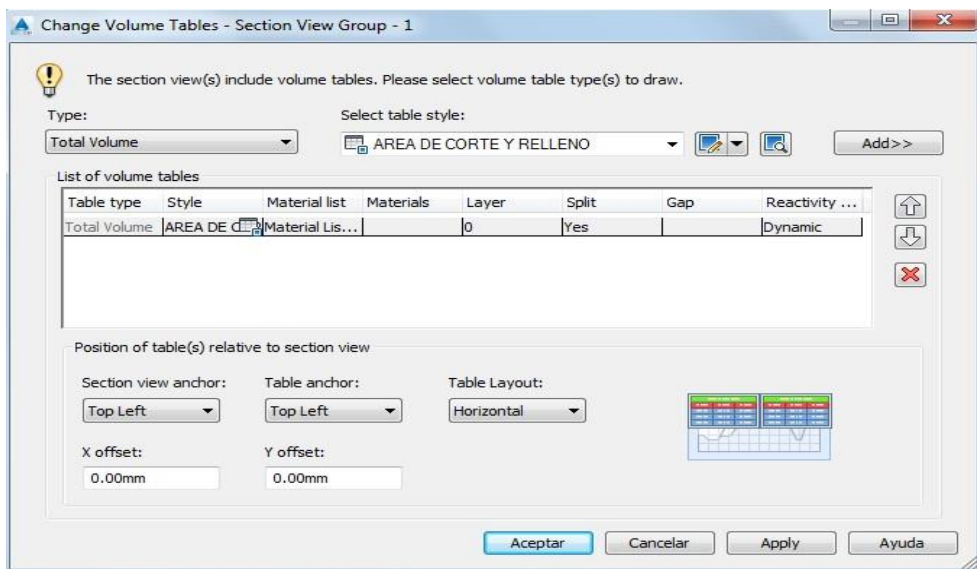 Change Volume Tables - Section View Group - 1
The section view(s) include volume tables. Please select volume table type(s) to draw.
Type: Select table style:
Total Volume AREA DE CORTE Y RELLENO Add>>
List of volume tables
Table type Style Material list Materials Layer Split Gap Reactivity ...
Total Volume AREA DE C Material Lis... 0 Yes Dynamic
Position of table(s) relative to section view
Section view anchor: Table anchor: Table Layout:
Top Left Top Left Horizontal
X offset: Y offset:
0.00mm 0.00mm
Aceptar Cancelar Apply Ayuda